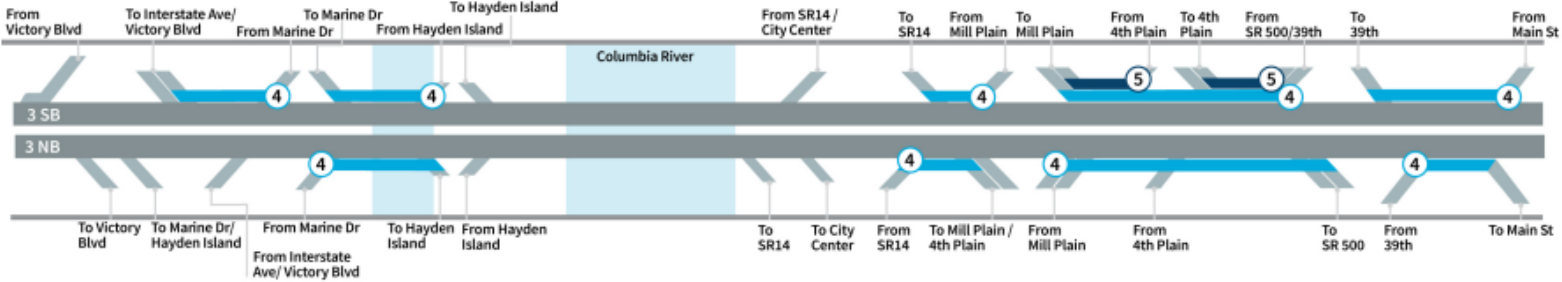 From
Victory Blvd
To Interstate Ave/
Victory Blvd
From Marine Dr
To Marine Dr
From Hayden Island
To Hayden Island
Columbia River
From SR14 /
City Center
To
SR14
From
Mill Plain
To
Mill Plain
From
4th Plain
To 4th
Plain
From
SR 500/39th
To
39th
From
Main St
4
4
4
5
5
4
4
3 SB
3 NB
4
4
4
4
To Victory
Blvd
To Marine Dr/
Hayden Island
From Interstate
Ave/ Victory Blvd
From Marine Dr
To Hayden
Island
From Hayden
Island
To
SR14
To City
Center
From
SR14
To Mill Plain /
4th Plain
From
Mill Plain
From
4th Plain
To
SR 500
From
39th
To Main St